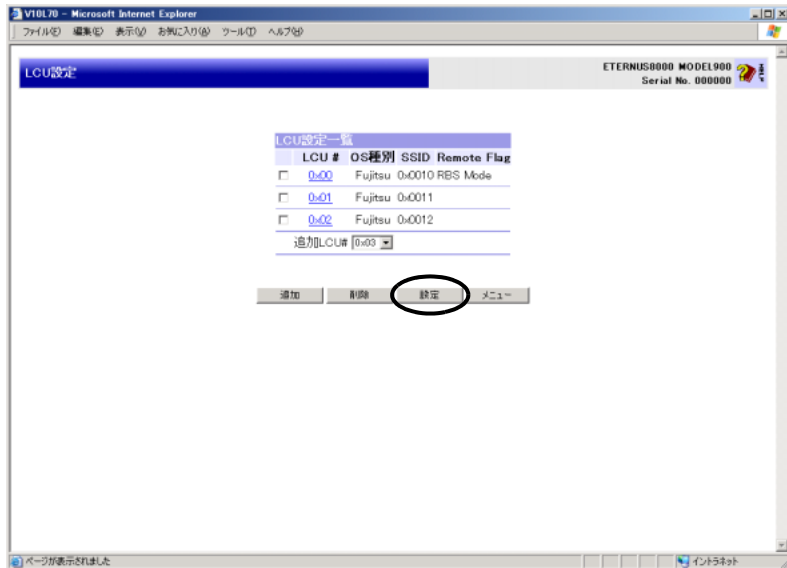 V10L70 - Microsoft Internet Explorer
ファイル(F) 編集(E) 表示(V) お気に入り(A) ツール(T) ヘルプ(H)
LCU設定
ETERNUS8000 MODEL900
Serial No. 000000
LCU設定一覧
LCU # OS種別 SSID Remote Flag
0x00 Fujitsu 0x0010 RBS Mode
0x01 Fujitsu 0x0011
0x02 Fujitsu 0x0012
追加LCU# 0x03
追加 削除 設定 メニュー
ページが表示されました
イントラネット